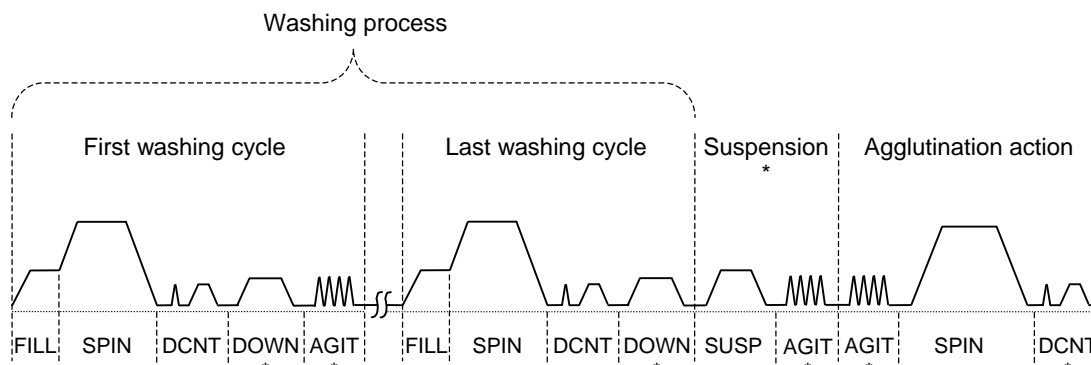 Washing process
First washing cycle
Last washing cycle
Suspension
*
Agglutination action
FILL SPIN DCNT DOWN AGIT FILL SPIN DCNT DOWN SUSP AGIT AGIT SPIN DCNT
* * * * * *